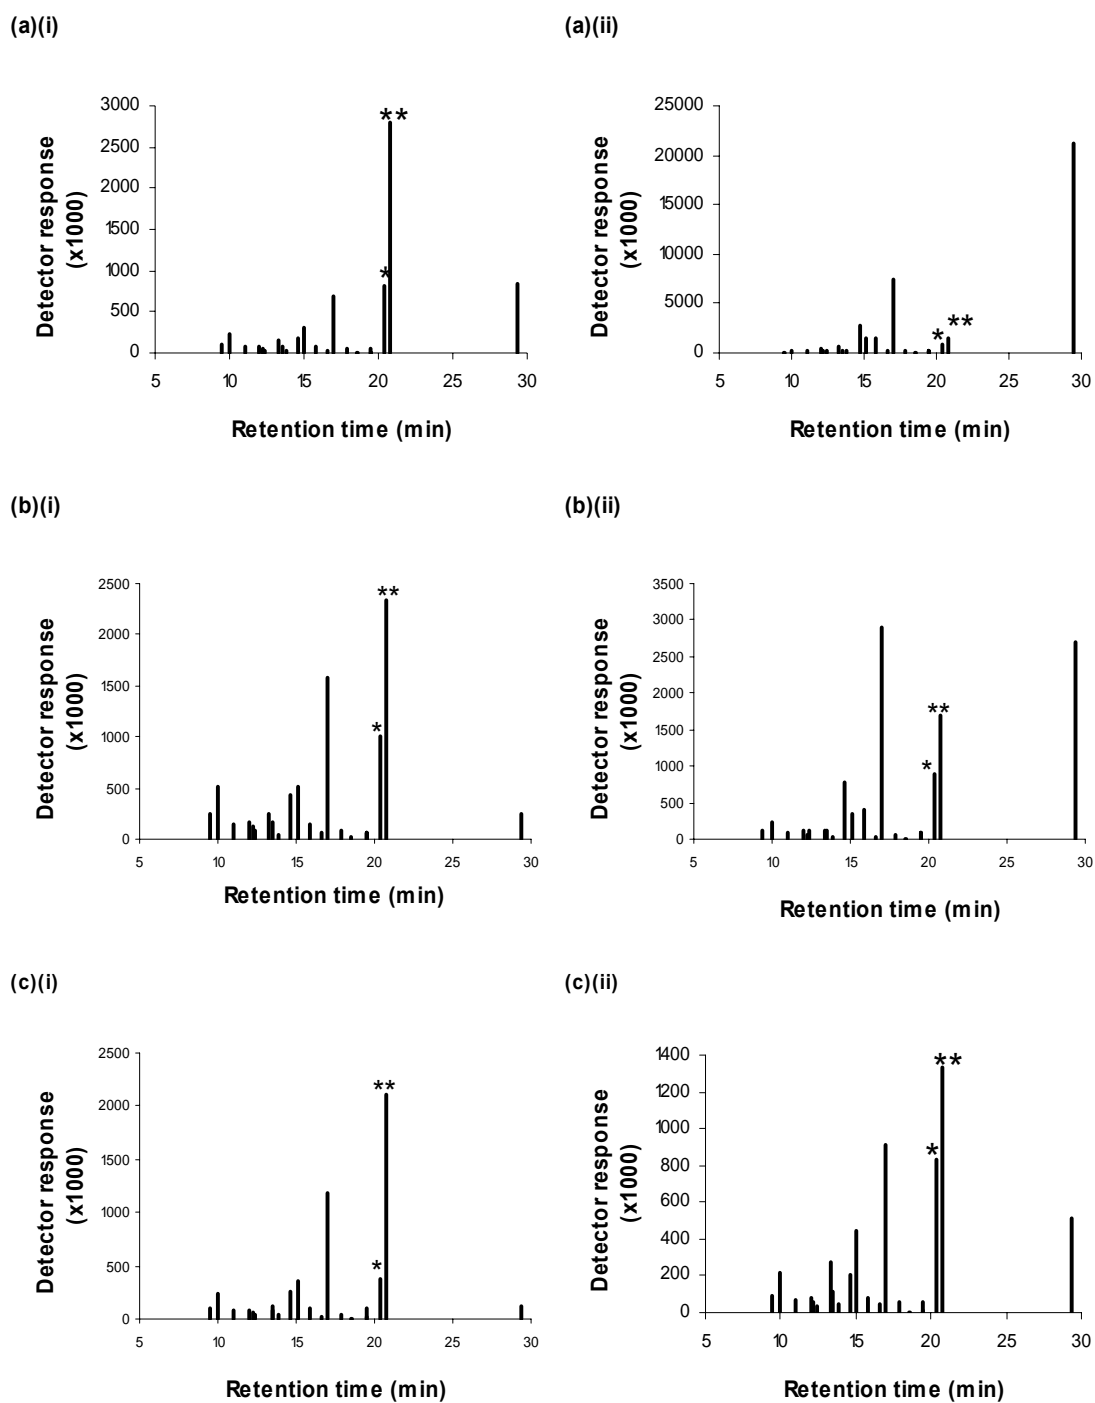 (a)(i)
(a)(ii)
3000
2500
2000
1500
1000
500
0
5 10 15 20 25 30
Detector response
(x1000)
Retention time (min)
*
**
25000
20000
15000
10000
5000
0
5 10 15 20 25 30
Detector response
(x1000)
Retention time (min)
*
**
(b)(i)
(b)(ii)
2500
2000
1500
1000
500
0
5 10 15 20 25 30
Detector response
(x1000)
Retention time (min)
*
**
3500
3000
2500
2000
1500
1000
500
0
5 10 15 20 25 30
Detector response
(x1000)
Retention time (min)
*
**
(c)(i)
(c)(ii)
2500
2000
1500
1000
500
0
5 10 15 20 25 30
Detector response
(x1000)
Retention time (min)
*
**
1400
1200
1000
800
600
400
200
0
5 10 15 20 25 30
Detector response
(x1000)
Retention time (min)
*
**